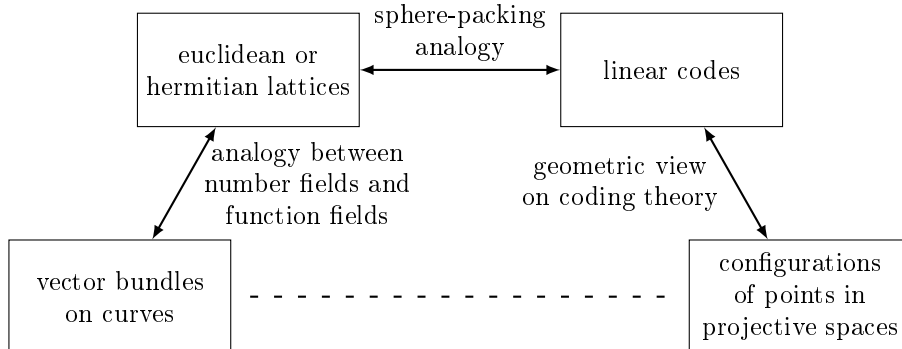 sphere-packing
analogy
euclidean or
hermitian lattices
linear codes
analogy between
number fields and
function fields
geometric view
on coding theory
vector bundles
on curves
configurations
of points in
projective spaces